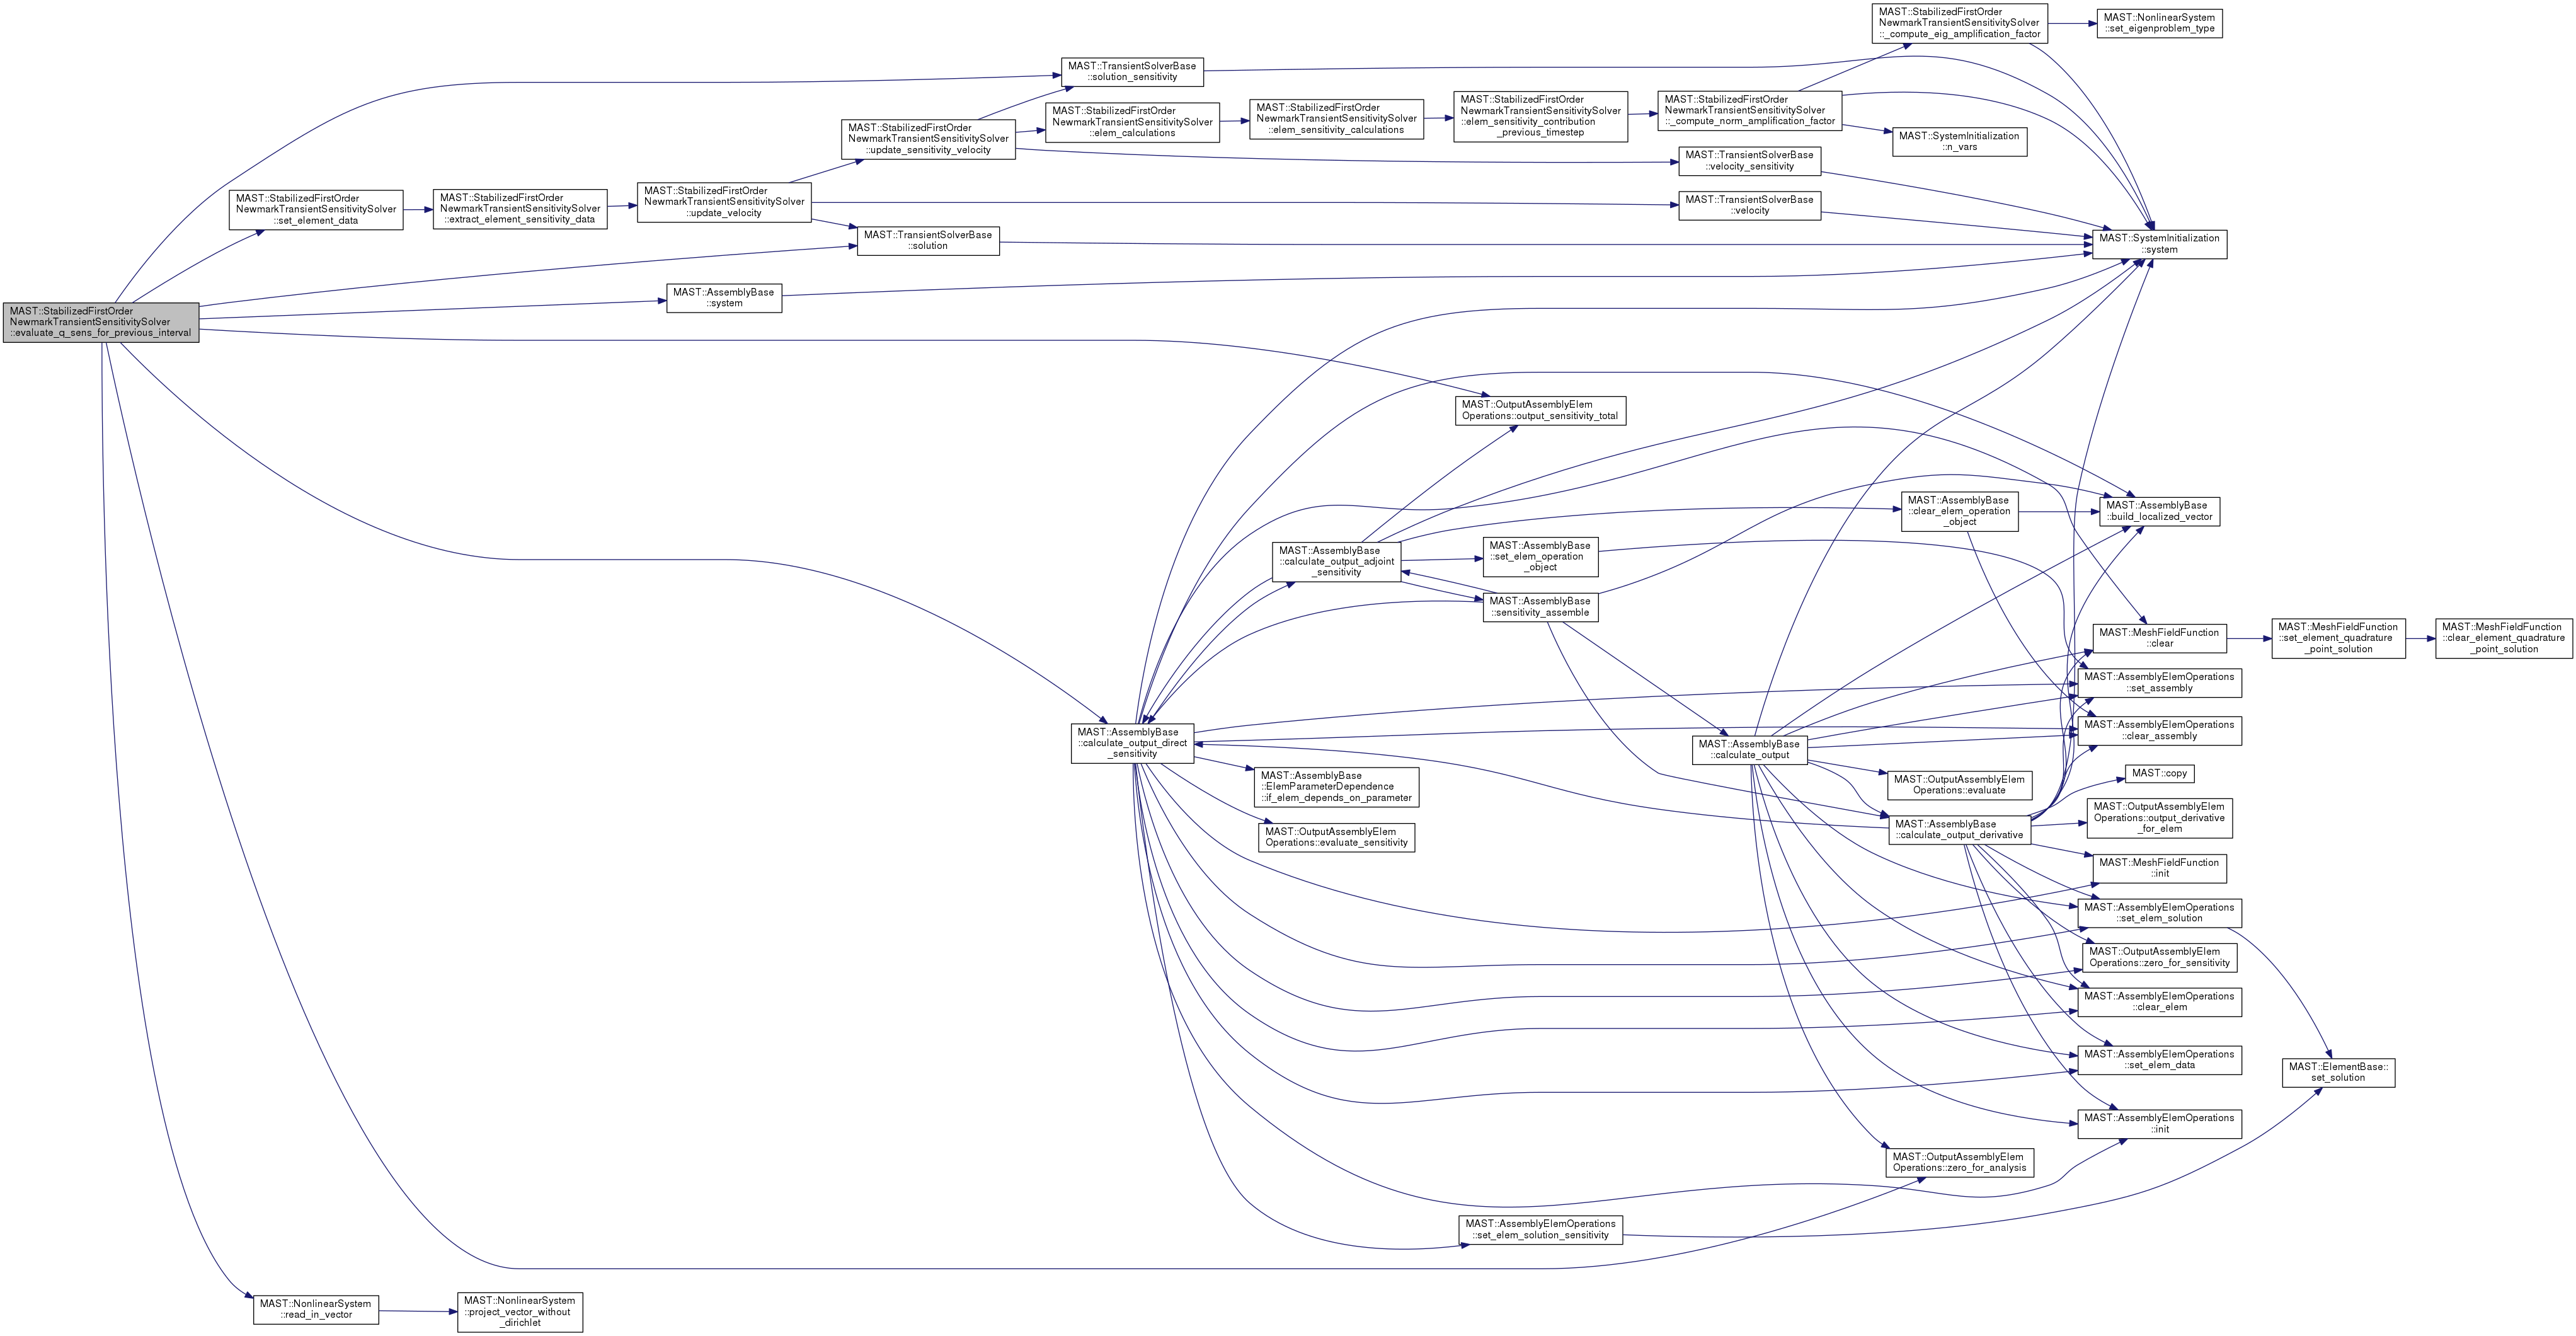 MAST::StabilizedFirstOrder
NewmarkTransientSensitivitySolver
::_compute_eig_amplification_factor
MAST::NonlinearSystem
::set_eigenproblem_type
MAST::TransientSolverBase
::solution_sensitivity
MAST::StabilizedFirstOrder
NewmarkTransientSensitivitySolver
::elem_calculations
MAST::StabilizedFirstOrder
NewmarkTransientSensitivitySolver
::elem_sensitivity_calculations
MAST::StabilizedFirstOrder
NewmarkTransientSensitivitySolver
::elem_sensitivity_contribution
_previous_timestep
MAST::StabilizedFirstOrder
NewmarkTransientSensitivitySolver
::_compute_norm_amplification_factor
MAST::StabilizedFirstOrder
NewmarkTransientSensitivitySolver
::update_sensitivity_velocity
MAST::SystemInitialization
::n_vars
MAST::TransientSolverBase
::velocity_sensitivity
MAST::StabilizedFirstOrder
NewmarkTransientSensitivitySolver
::set_element_data
MAST::StabilizedFirstOrder
NewmarkTransientSensitivitySolver
::extract_element_sensitivity_data
MAST::StabilizedFirstOrder
NewmarkTransientSensitivitySolver
::update_velocity
MAST::TransientSolverBase
::velocity
MAST::TransientSolverBase
::solution
MAST::SystemInitialization
::system
MAST::AssemblyBase
::system
MAST::StabilizedFirstOrder
NewmarkTransientSensitivitySolver
::evaluate_q_sens_for_previous_interval
MAST::OutputAssemblyElem
Operations::output_sensitivity_total
MAST::AssemblyBase
::clear_elem_operation
_object
MAST::AssemblyBase
::build_localized_vector
MAST::AssemblyBase
::calculate_output_adjoint
_sensitivity
MAST::AssemblyBase
::set_elem_operation
_object
MAST::AssemblyBase
::sensitivity_assemble
MAST::MeshFieldFunction
::clear
MAST::MeshFieldFunction
::set_element_quadrature
_point_solution
MAST::MeshFieldFunction
::clear_element_quadrature
_point_solution
MAST::AssemblyElemOperations
::set_assembly
MAST::AssemblyElemOperations
::clear_assembly
MAST::AssemblyBase
::calculate_output_direct
_sensitivity
MAST::AssemblyBase
::calculate_output
MAST::AssemblyBase
::ElemParameterDependence
::if_elem_depends_on_parameter
MAST::OutputAssemblyElem
Operations::evaluate
MAST::copy
MAST::OutputAssemblyElem
Operations::output_derivative
_for_elem
MAST::OutputAssemblyElem
Operations::evaluate_sensitivity
MAST::AssemblyBase
::calculate_output_derivative
MAST::MeshFieldFunction
::init
MAST::AssemblyElemOperations
::set_elem_solution
MAST::OutputAssemblyElem
Operations::zero_for_sensitivity
MAST::AssemblyElemOperations
::clear_elem
MAST::AssemblyElemOperations
::set_elem_data
MAST::ElementBase::
set_solution
MAST::AssemblyElemOperations
::init
MAST::OutputAssemblyElem
Operations::zero_for_analysis
MAST::AssemblyElemOperations
::set_elem_solution_sensitivity
MAST::NonlinearSystem
::read_in_vector
MAST::NonlinearSystem
::project_vector_without
_dirichlet